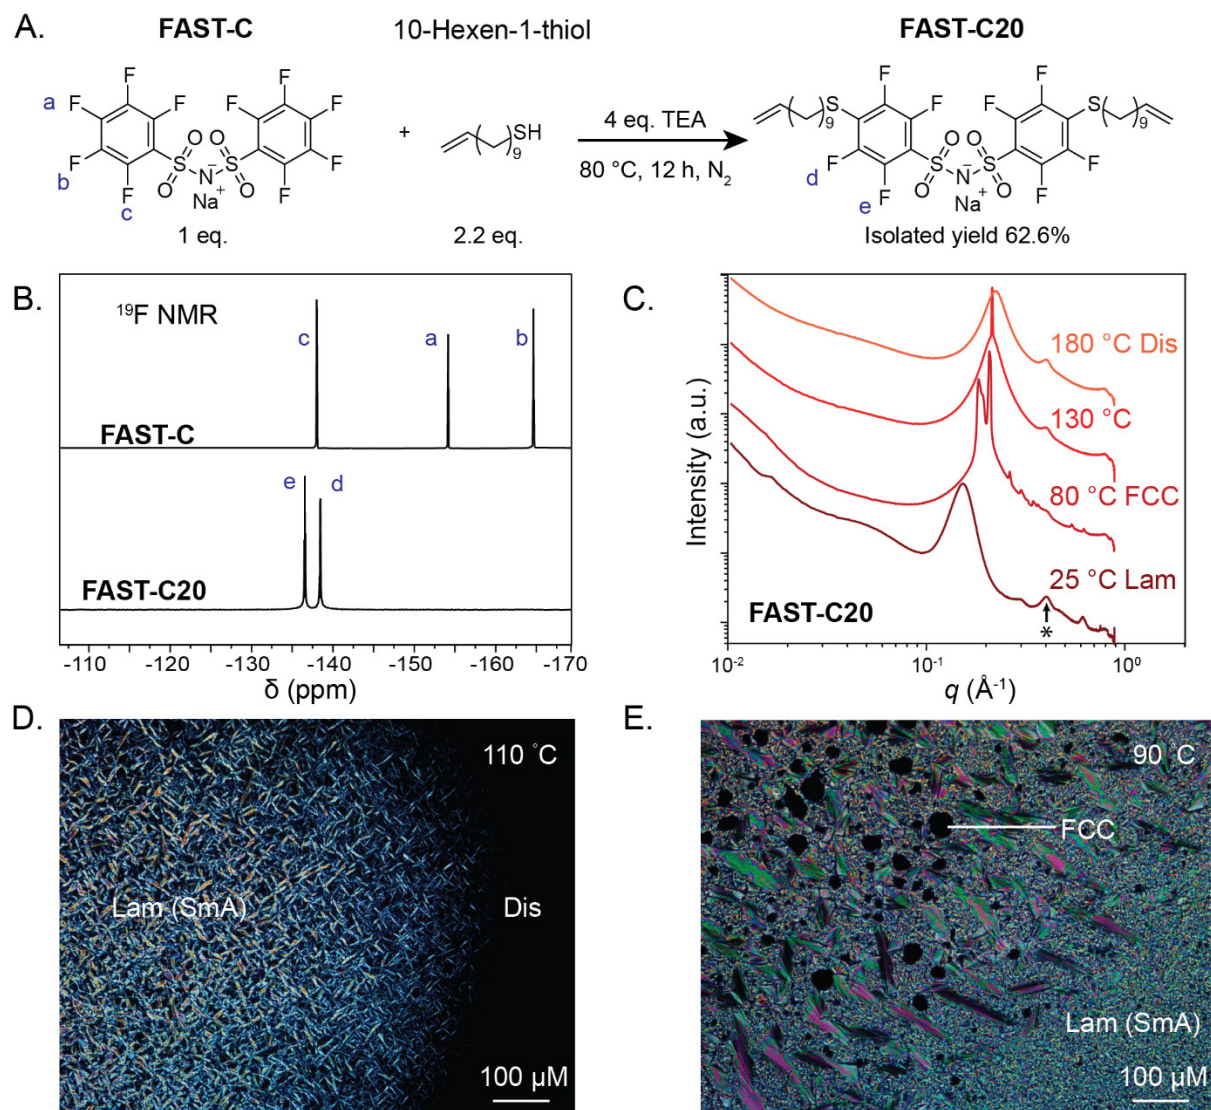 A.
FAST-C
10-Hexen-1-thiol
FAST-C20
F F F F F F F F F F
a b c
O O O O
S N⁻ S
Na⁺
1 eq.
+
SH
9
2.2 eq.
4 eq. TEA
80 °C, 12 h, N₂
S F F F F S
9 9
F F F F
d e
O O O O
S N⁻ S
Na⁺
Isolated yield 62.6%
B.
¹⁹F NMR
c a b
FAST-C
e d
FAST-C20
-110 -120 -130 -140 -150 -160 -170
δ (ppm)
C.
Intensity (a.u.)
180 °C Dis
130 °C
80 °C FCC
25 °C Lam
*
FAST-C20
10⁻² 10⁻¹ 10⁰
q (Å⁻¹)
D.
110 °C
Lam (SmA)
Dis
100 µM
E.
90 °C
FCC
Lam (SmA)
100 µM